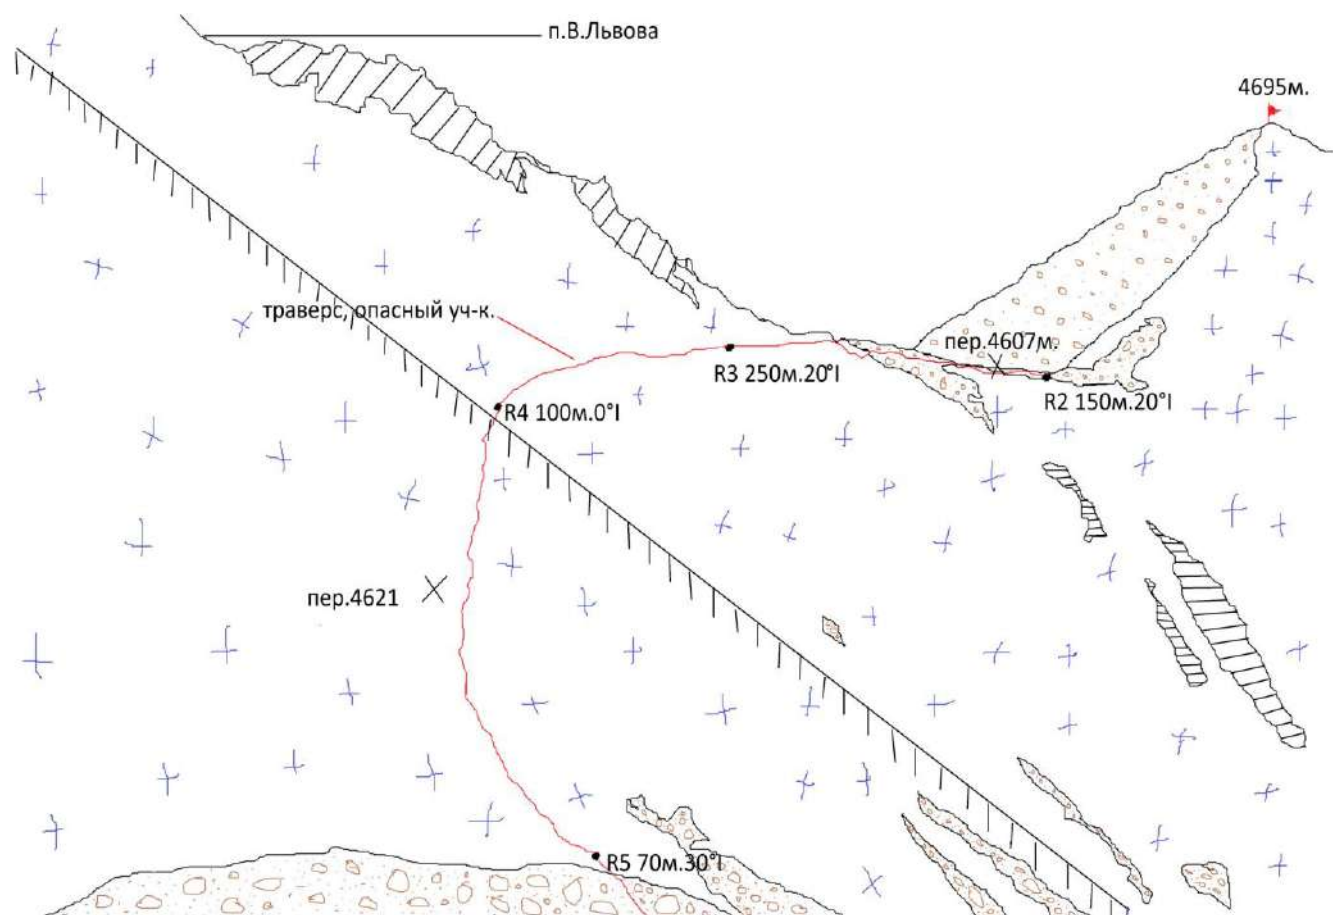 п.В.Львова
4695м.
траверс, опасный уч-к.
пер.4607м.
R3 250м.20°I
R2 150м.20°I
R4 100м.0°I
пер.4621
R5 70м.30°I